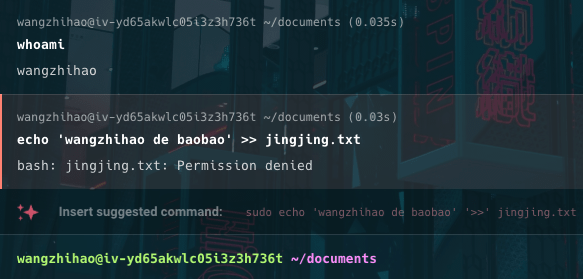 wangzhihao@iv-yd65akwlc05i3z3h736t ~/documents (0.035s)
whoami
wangzhihao
wangzhihao@iv-yd65akwlc05i3z3h736t ~/documents (0.03s)
echo 'wangzhihao de baobao' >> jingjing.txt
bash: jingjing.txt: Permission denied
Insert suggested command: sudo echo 'wangzhihao de baobao' '>>' jingjing.txt
wangzhihao@iv-yd65akwlc05i3z3h736t ~/documents